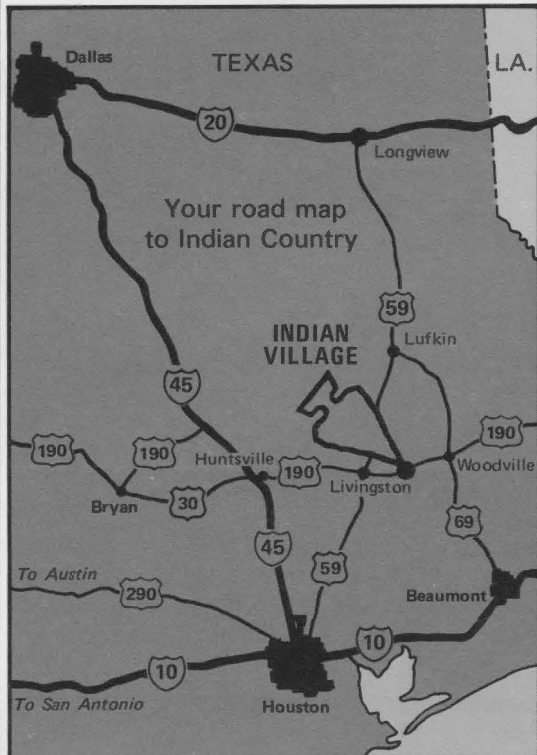 Dallas
TEXAS
LA.
20
Longview
Your road map
to Indian Country
59
INDIAN
VILLAGE
Lufkin
45
190
190
190
Huntsville
190
Livingston
Woodville
Bryan
30
69
45
To Austin
59
290
Beaumont
10
10
Houston
To San Antonio